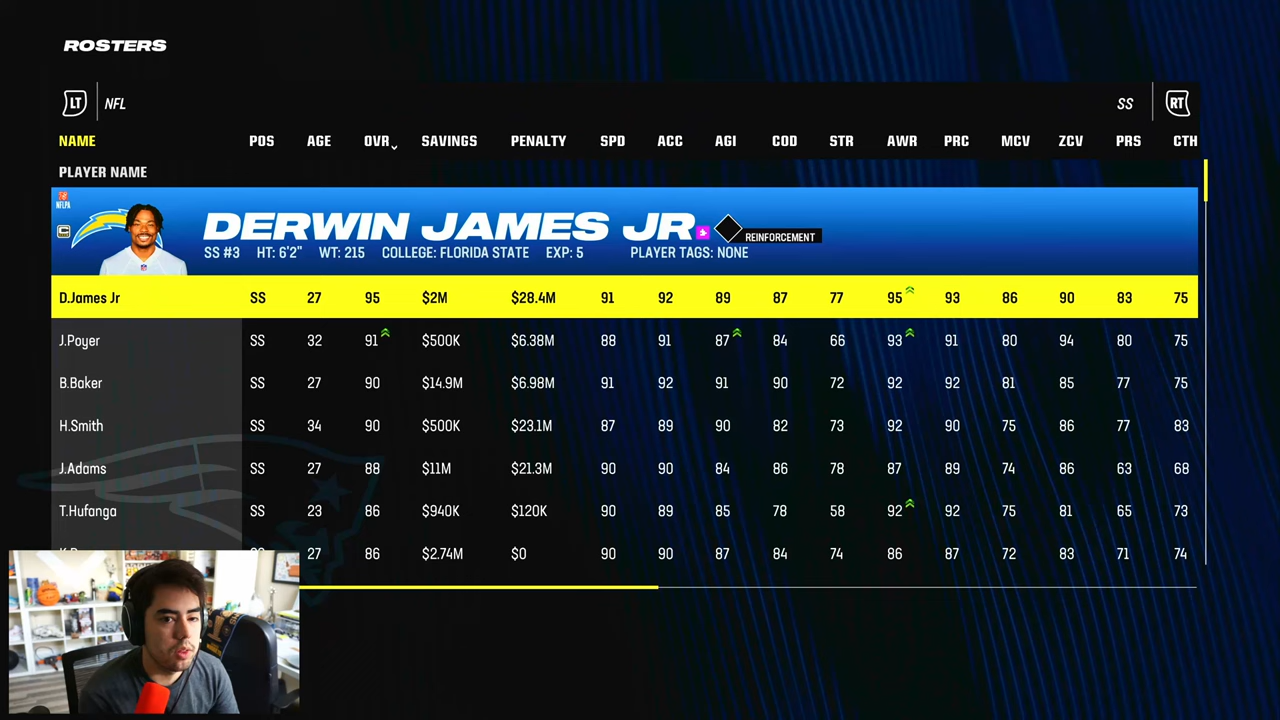 ROSTERS
LT NFL SS RT
NAME POS AGE OVR SAVINGS PENALTY SPD ACC AGI COD STR AWR PRC MCV ZCV PRS CTH
PLAYER NAME
NFLPA
C
DERWIN JAMES JR REINFORCEMENT
SS #3 HT: 6'2" WT: 215 COLLEGE: FLORIDA STATE EXP: 5 PLAYER TAGS: NONE
D.James Jr SS 27 95 $2M $28.4M 91 92 89 87 77 95 93 86 90 83 75
J.Poyer SS 32 91 $500K $6.38M 88 91 87 84 66 93 91 80 94 80 75
B.Baker SS 27 90 $14.9M $6.98M 91 92 91 90 72 92 92 81 85 77 75
H.Smith SS 34 90 $500K $23.1M 87 89 90 82 73 92 90 75 86 77 83
J.Adams SS 27 88 $11M $21.3M 90 90 84 86 78 87 89 74 86 63 68
T.Hufanga SS 23 86 $940K $120K 90 89 85 78 58 92 92 75 81 65 73
27 86 $2.74M $0 90 90 87 84 74 86 87 72 83 71 74